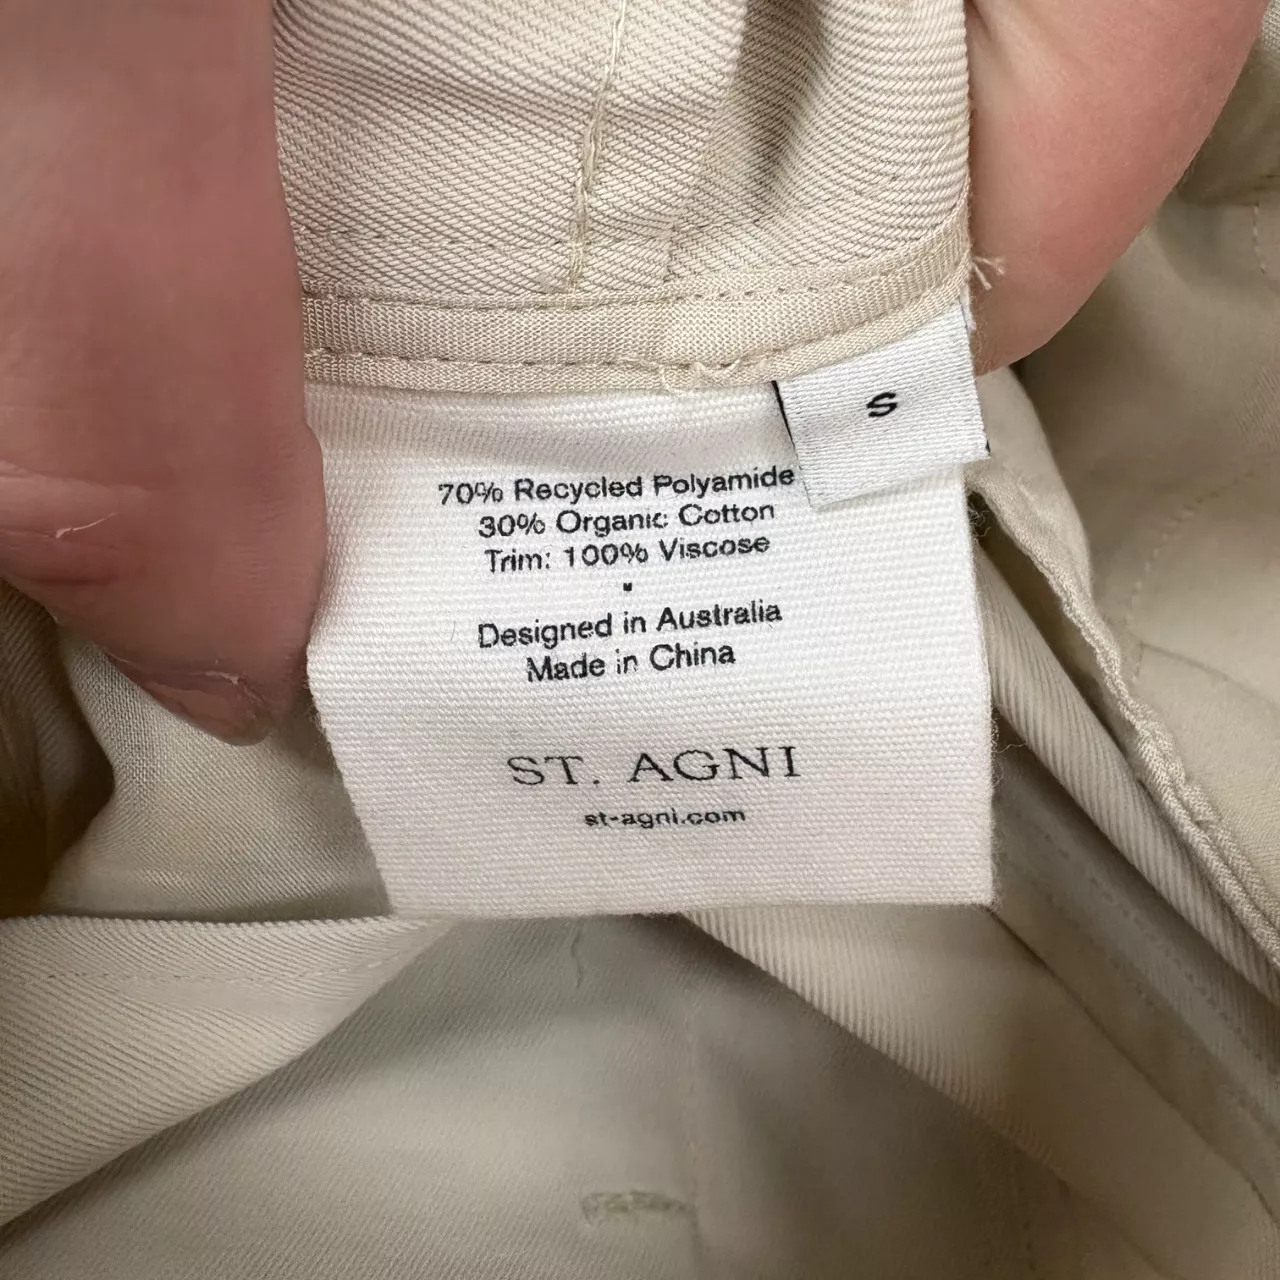 S
70% Recycled Polyamide
30% Organic Cotton
Trim: 100% Viscose
Designed in Australia
Made in China
ST. AGNI
st-agni.com